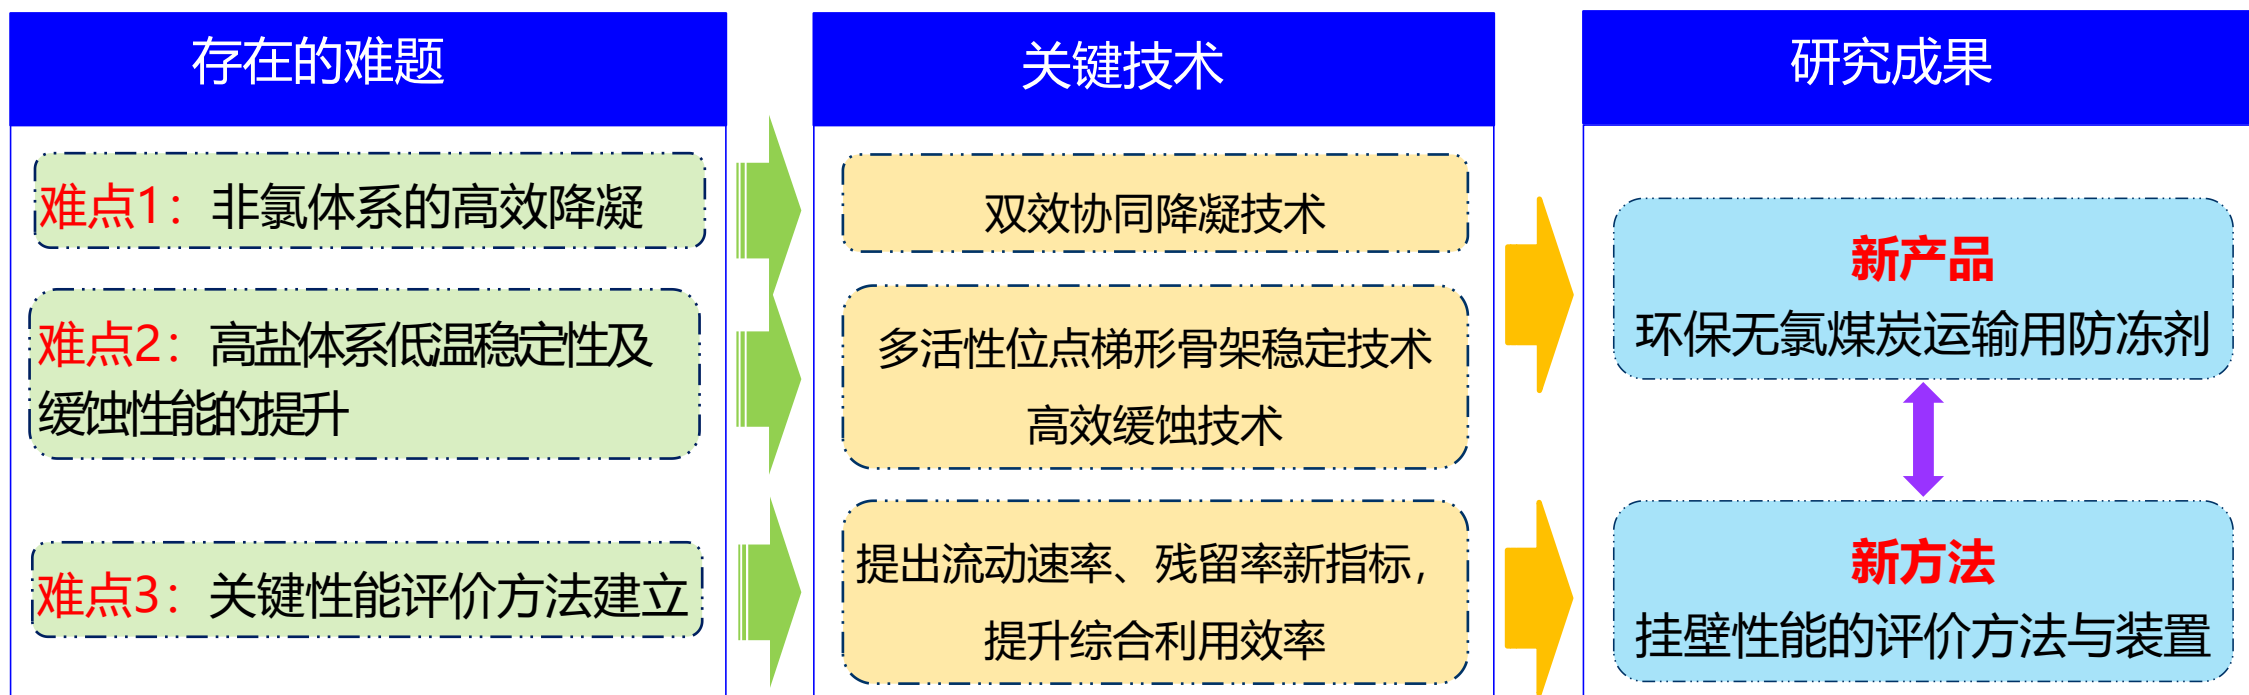 存在的难题
难点1：非氯体系的高效降凝
难点2：高盐体系低温稳定性及
缓蚀性能的提升
难点3：关键性能评价方法建立
关键技术
双效协同降凝技术
多活性位点梯形骨架稳定技术
高效缓蚀技术
提出流动速率、残留率新指标，
提升综合利用效率
研究成果
新产品
环保无氯煤炭运输用防冻剂
新方法
挂壁性能的评价方法与装置